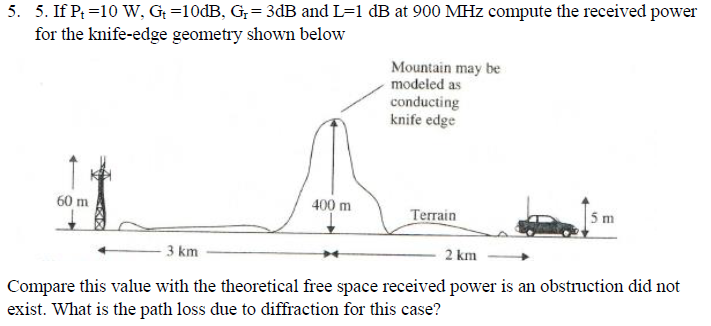 5. 5. If Pt =10 W, Gt =10dB, Gr = 3dB and L=1 dB at 900 MHz compute the received power
for the knife-edge geometry shown below
Mountain may be
modeled as
conducting
knife edge
60 m
400 m
Terrain
5 m
3 km
2 km
Compare this value with the theoretical free space received power is an obstruction did not
exist. What is the path loss due to diffraction for this case?